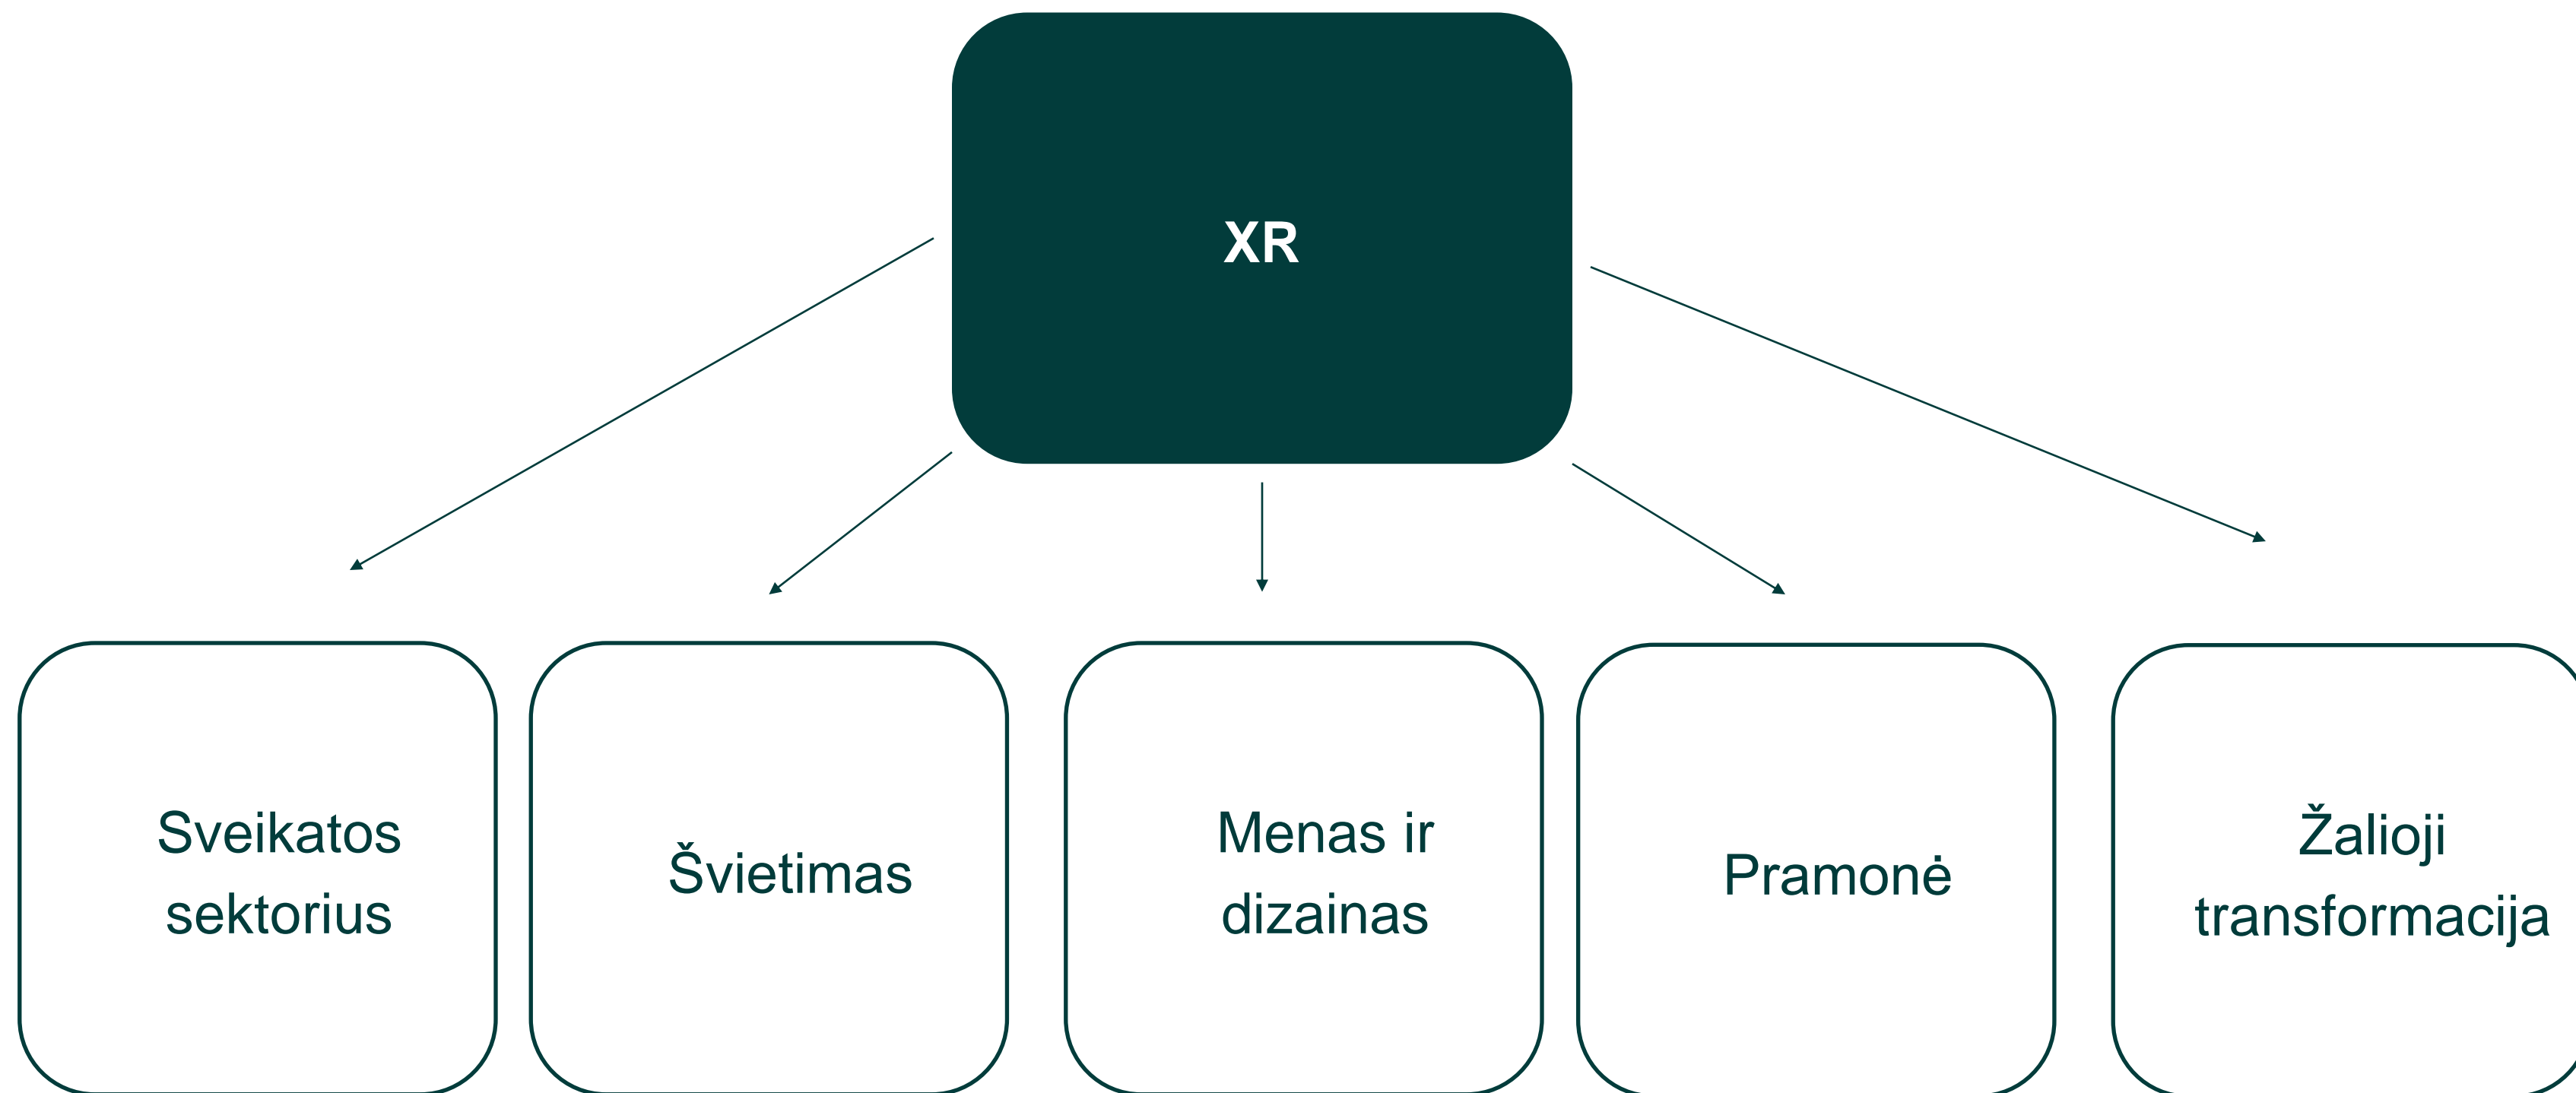 XR
Sveikatos
sektorius
Švietimas
Menas ir
dizainas
Pramonė
Žalioji
transformacija